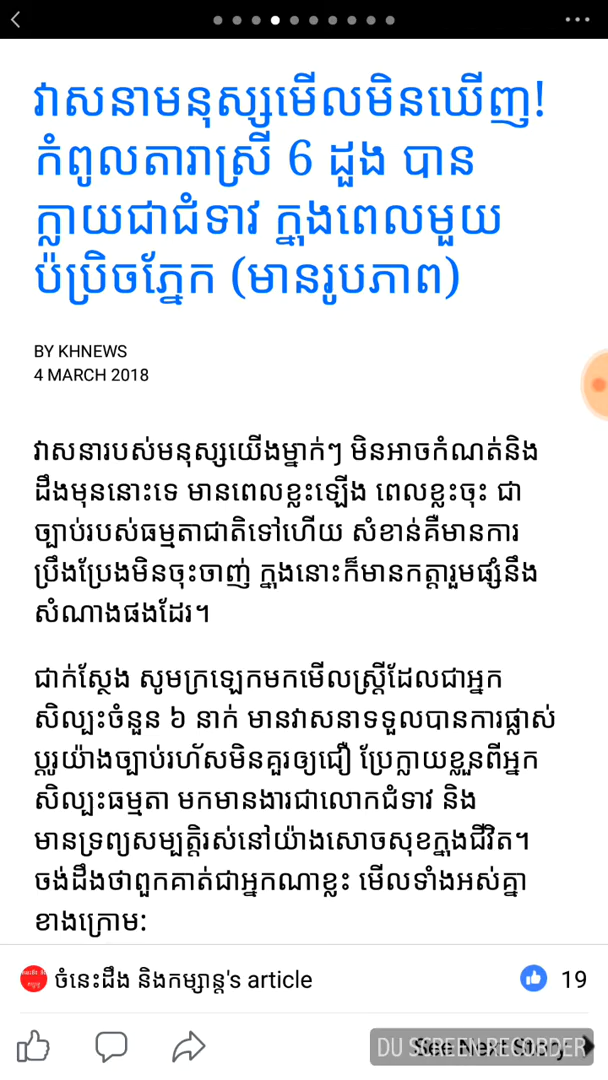 វាសនាមនុស្សមើលមិនឃើញ!
កំពូលតារាស្រី 6 ដួង បាន
ក្លាយជាជំទាវ ក្នុងពេលមួយ
ប៉ប្រិចភ្នែក (មានរូបភាព)
BY KHNEWS
4 MARCH 2018
វាសនារបស់មនុស្សយើងម្នាក់ៗ មិនអាចកំណត់និង
ដឹងមុននោះទេ មានពេលខ្លះឡើង ពេលខ្លះចុះ ជា
ច្បាប់របស់ធម្មតាជាតិទៅហើយ សំខាន់គឺមានការ
ប្រឹងប្រែងមិនចុះចាញ់ ក្នុងនោះក៏មានកត្តារួមផ្សំនឹង
សំណាងផងដែរ។
ជាក់ស្ដែង សូមក្រឡេកមកមើលស្ត្រីដែលជាអ្នក
សិល្បះចំនួន ៦ នាក់ មានវាសនាទទួលបានការផ្លាស់
ប្ដូរយ៉ាងច្បាប់រហ័សមិនគួរឲ្យជឿ ប្រែក្លាយខ្លួនពីអ្នក
សិល្បះធម្មតា មកមានងារជាលោកជំទាវ និង
មានទ្រព្យសម្បត្តិរស់នៅយ៉ាងសោចសុខក្នុងជីវិត។
ចង់ដឹងថាពួកគាត់ជាអ្នកណាខ្លះ មើលទាំងអស់គ្នា
ខាងក្រោម:
ចំនេះដឹង និងកម្សាន្ត's article 19
See Next Story
DU SCREEN RECORDER